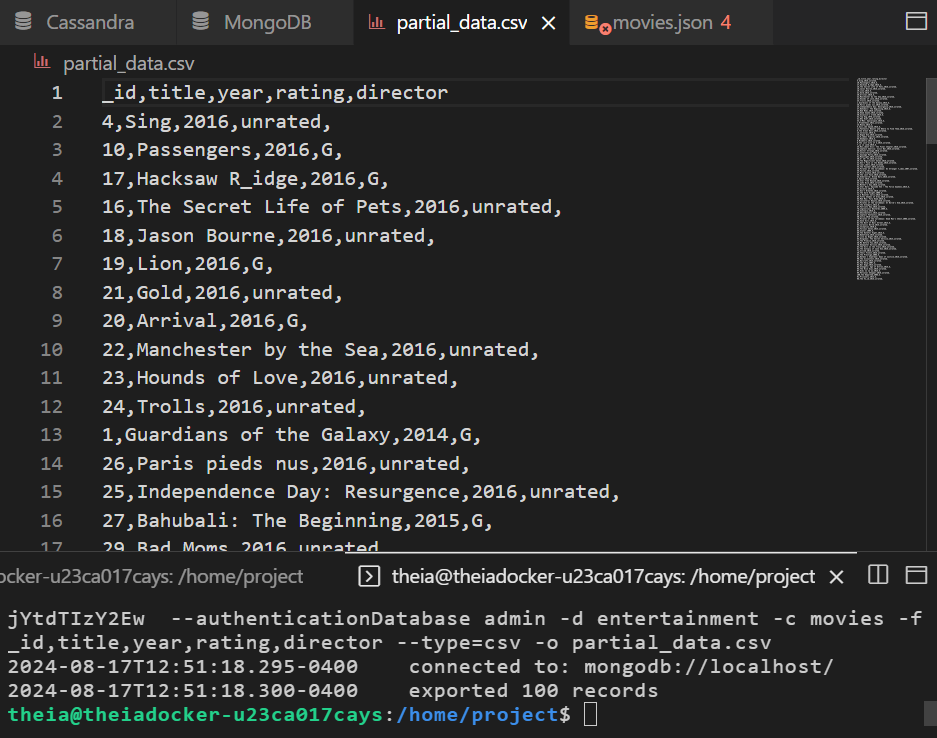 Cassandra MongoDB partial_data.csv movies.json 4
partial_data.csv
1 _id,title,year,rating,director
2 4,Sing,2016,unrated,
3 10,Passengers,2016,G,
4 17,Hacksaw R_idge,2016,G,
5 16,The Secret Life of Pets,2016,unrated,
6 18,Jason Bourne,2016,unrated,
7 19,Lion,2016,G,
8 21,Gold,2016,unrated,
9 20,Arrival,2016,G,
10 22,Manchester by the Sea,2016,unrated,
11 23,Hounds of Love,2016,unrated,
12 24,Trolls,2016,unrated,
13 1,Guardians of the Galaxy,2014,G,
14 26,Paris pieds nus,2016,unrated,
15 25,Independence Day: Resurgence,2016,unrated,
16 27,Bahubali: The Beginning,2015,G,
17 29,Bad Moms,2016,unrated
ocker-u23ca017cays: /home/project theia@theiadocker-u23ca017cays: /home/project
jYtdTIzY2Ew --authenticationDatabase admin -d entertainment -c movies -f
_id,title,year,rating,director --type=csv -o partial_data.csv
2024-08-17T12:51:18.295-0400 connected to: mongodb://localhost/
2024-08-17T12:51:18.300-0400 exported 100 records
theia@theiadocker-u23ca017cays:/home/project$